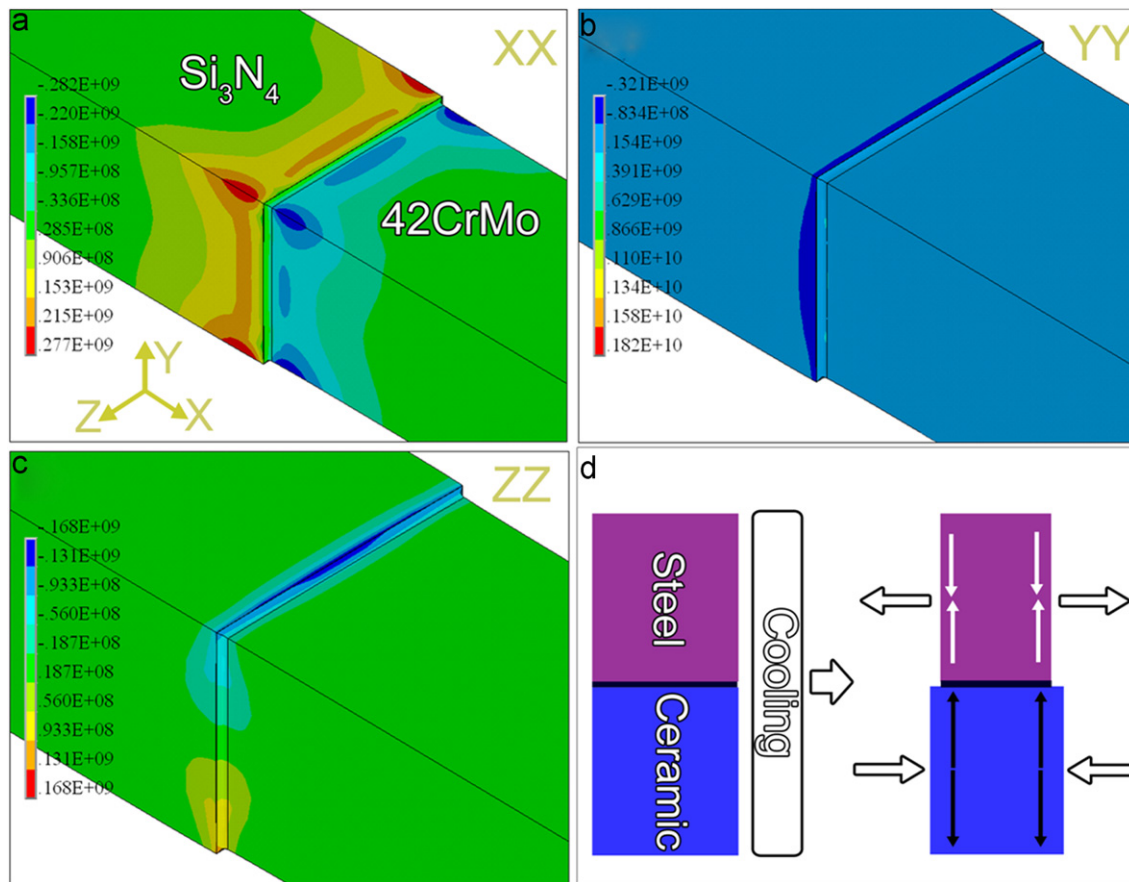 a
XX
Si3N4
-.282E+09
-.220E+09
-.158E+09
-.957E+08
-.336E+08
.285E+08
.906E+08
.153E+09
.215E+09
.277E+09
42CrMo
Y
Z
X
b
YY
-.321E+09
-.834E+08
.154E+09
.391E+09
.629E+09
.866E+09
.110E+10
.134E+10
.158E+10
.182E+10
c
ZZ
-.168E+09
-.131E+09
-.933E+08
-.560E+08
-.187E+08
.187E+08
.560E+08
.933E+08
.131E+09
.168E+09
d
Steel
Ceramic
Cooling